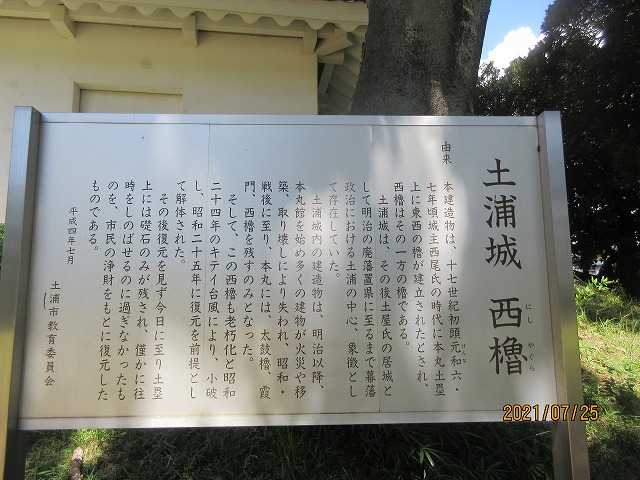 土浦城 西櫓
にし やぐら
由来
本建造物は、十七世紀初頭元和六・
げんな
七年頃城主西尾氏の時代に本丸土塁
上に東西の櫓が建立されたとされ、
西櫓はその一方の櫓である。
土浦城は、その後土屋氏の居城と
して明治の廃藩置県に至るまで幕藩
政治における土浦の中心、象徴とし
て存在していた。
土浦城内の建造物は、明治以降、
本丸館を始め多くの建物が火災や移
築、取り壊しにより失われ、昭和・
戦後に至り、本丸には、太鼓櫓、霞
門、西櫓を残すのみとなった。
そして、この西櫓も老朽化と昭和
二十四年のキテイ台風により、小破
し、昭和二十五年に復元を前提とし
て解体された。
その後復元を見ず今日に至り土塁
上には礎石のみが残され、僅かに往
時をしのばせるのに過ぎなかったも
のを、市民の浄財をもとに復元した
ものである。
平成四年七月
土浦市教育委員会
2021/07/25